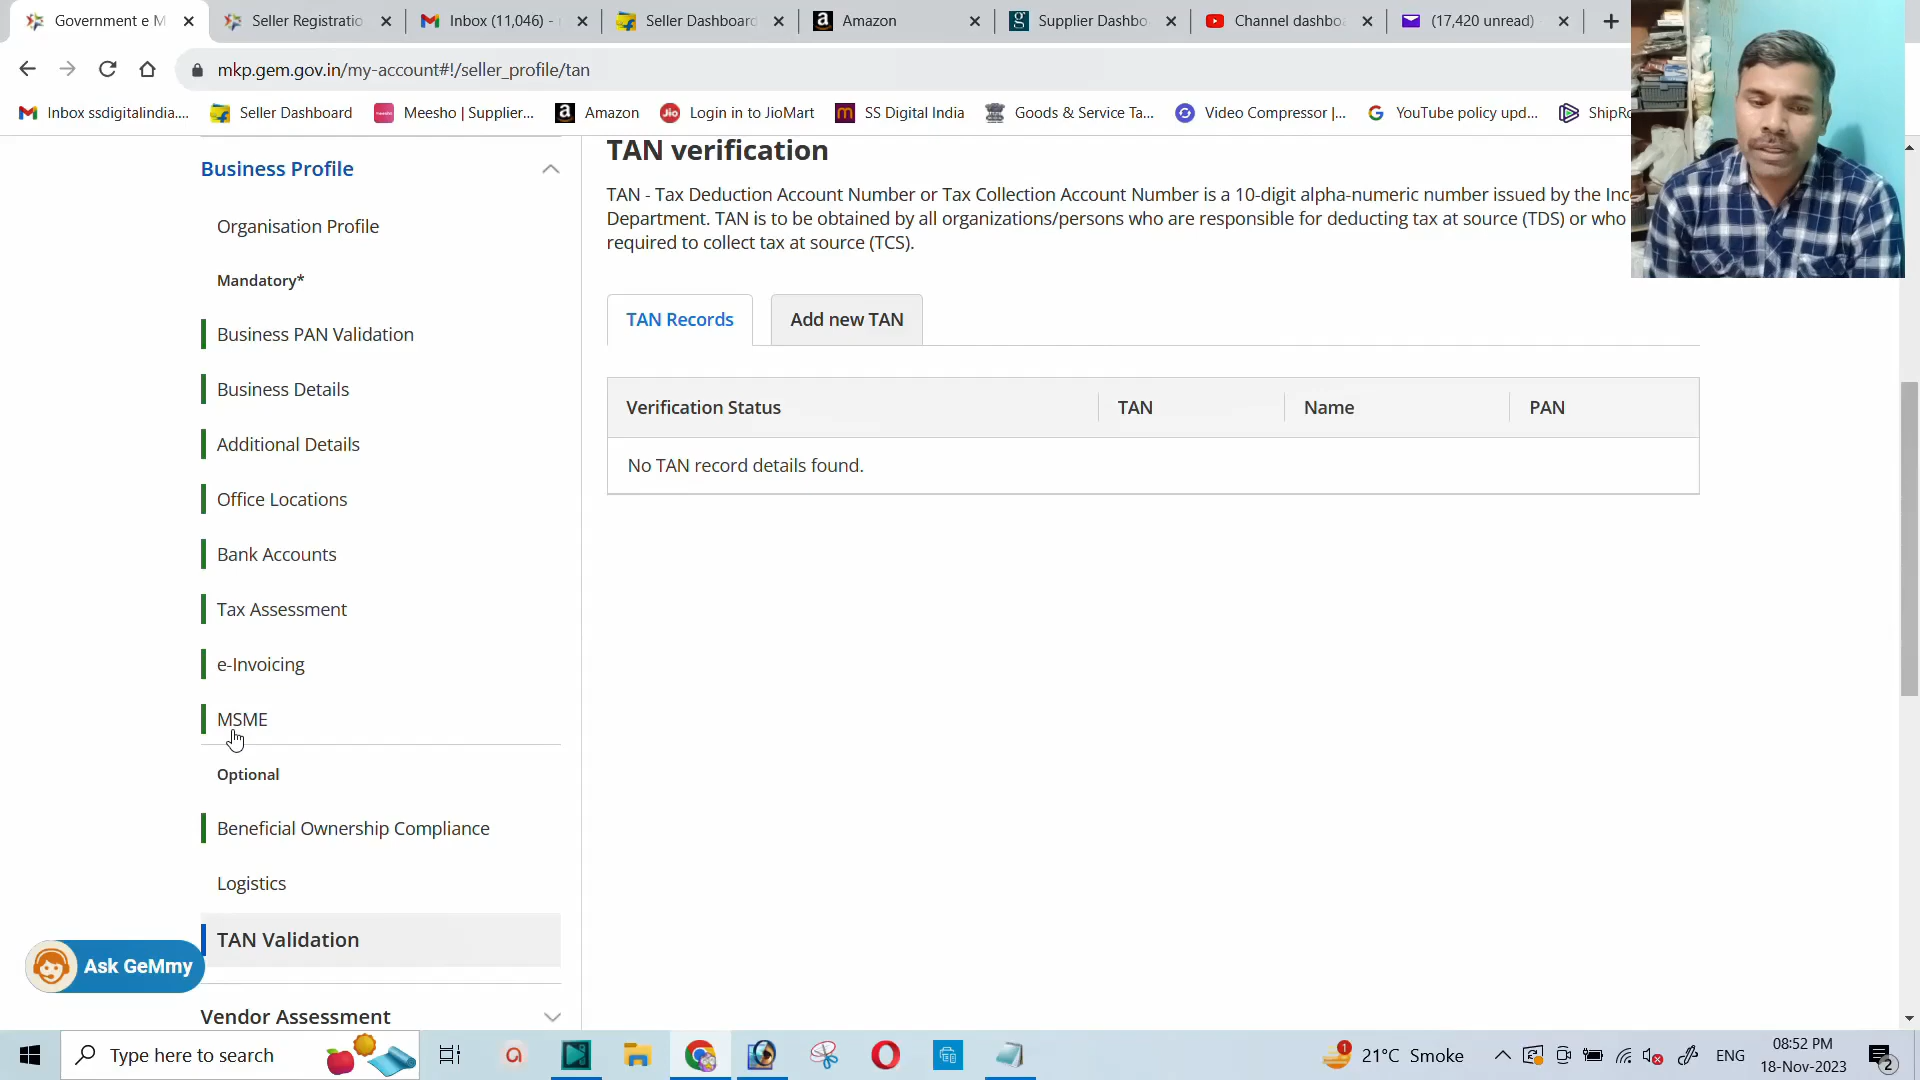 Government e M
Seller Registratio
Inbox (11,046) -
Seller Dashboard
Amazon
Supplier Dashbo
Channel dashboa
(17,420 unread)
mkp.gem.gov.in/my-account#!/seller_profile/tan
Inbox ssdigitalindia....
Seller Dashboard
Meesho | Supplier...
Amazon
Login in to JioMart
SS Digital India
Goods & Service Ta...
Video Compressor |...
YouTube policy upd...
ShipRo
Business Profile
Organisation Profile
Mandatory*
Business PAN Validation
Business Details
Additional Details
Office Locations
Bank Accounts
Tax Assessment
e-Invoicing
MSME
Optional
Beneficial Ownership Compliance
Logistics
TAN Validation
Vendor Assessment
Ask GeMmy
TAN verification
TAN - Tax Deduction Account Number or Tax Collection Account Number is a 10-digit alpha-numeric number issued by the Inc
Department. TAN is to be obtained by all organizations/persons who are responsible for deducting tax at source (TDS) or who
required to collect tax at source (TCS).
TAN Records
Add new TAN
Verification Status TAN Name PAN
No TAN record details found.
Type here to search
1
21°C Smoke
ENG
08:52 PM
18-Nov-2023
2